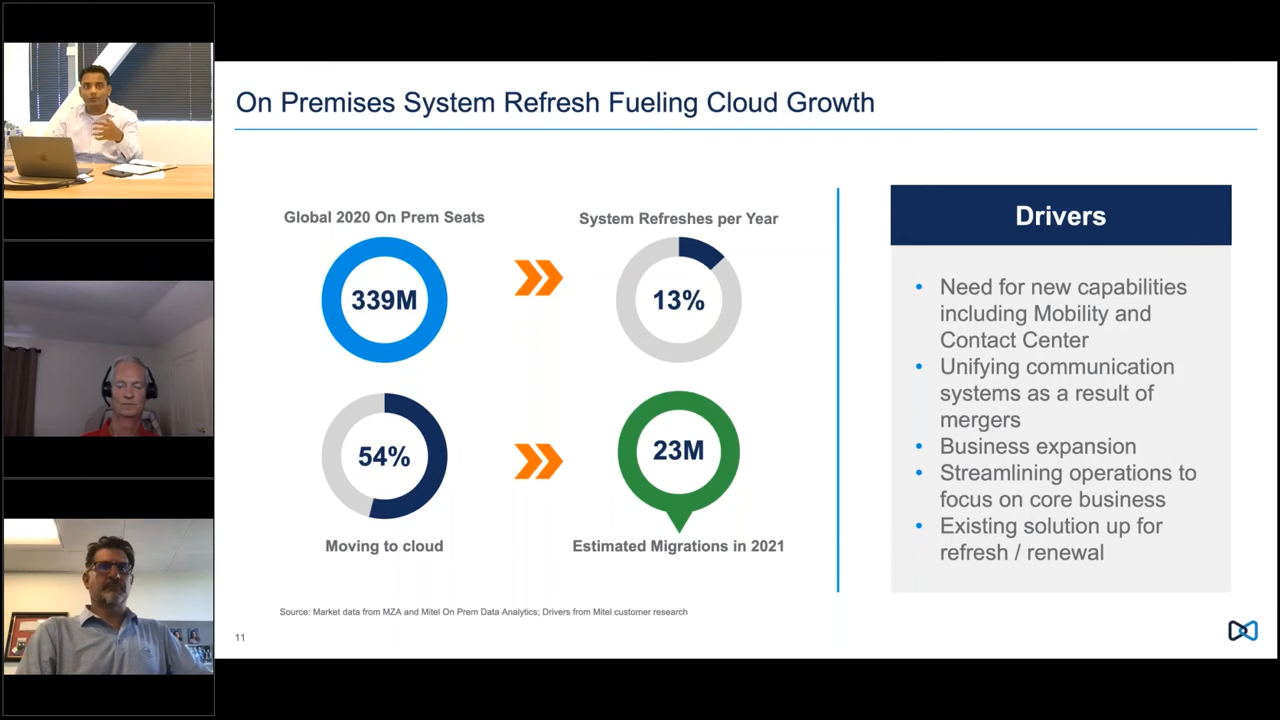 On Premises System Refresh Fueling Cloud Growth
Global 2020 On Prem Seats
339M
System Refreshes per Year
13%
54%
Moving to cloud
23M
Estimated Migrations in 2021
Drivers
• Need for new capabilities
including Mobility and
Contact Center
• Unifying communication
systems as a result of
mergers
• Business expansion
• Streamlining operations to
focus on core business
• Existing solution up for
refresh / renewal
Source: Market data from MZA and Mitel On Prem Data Analytics; Drivers from Mitel customer research
11